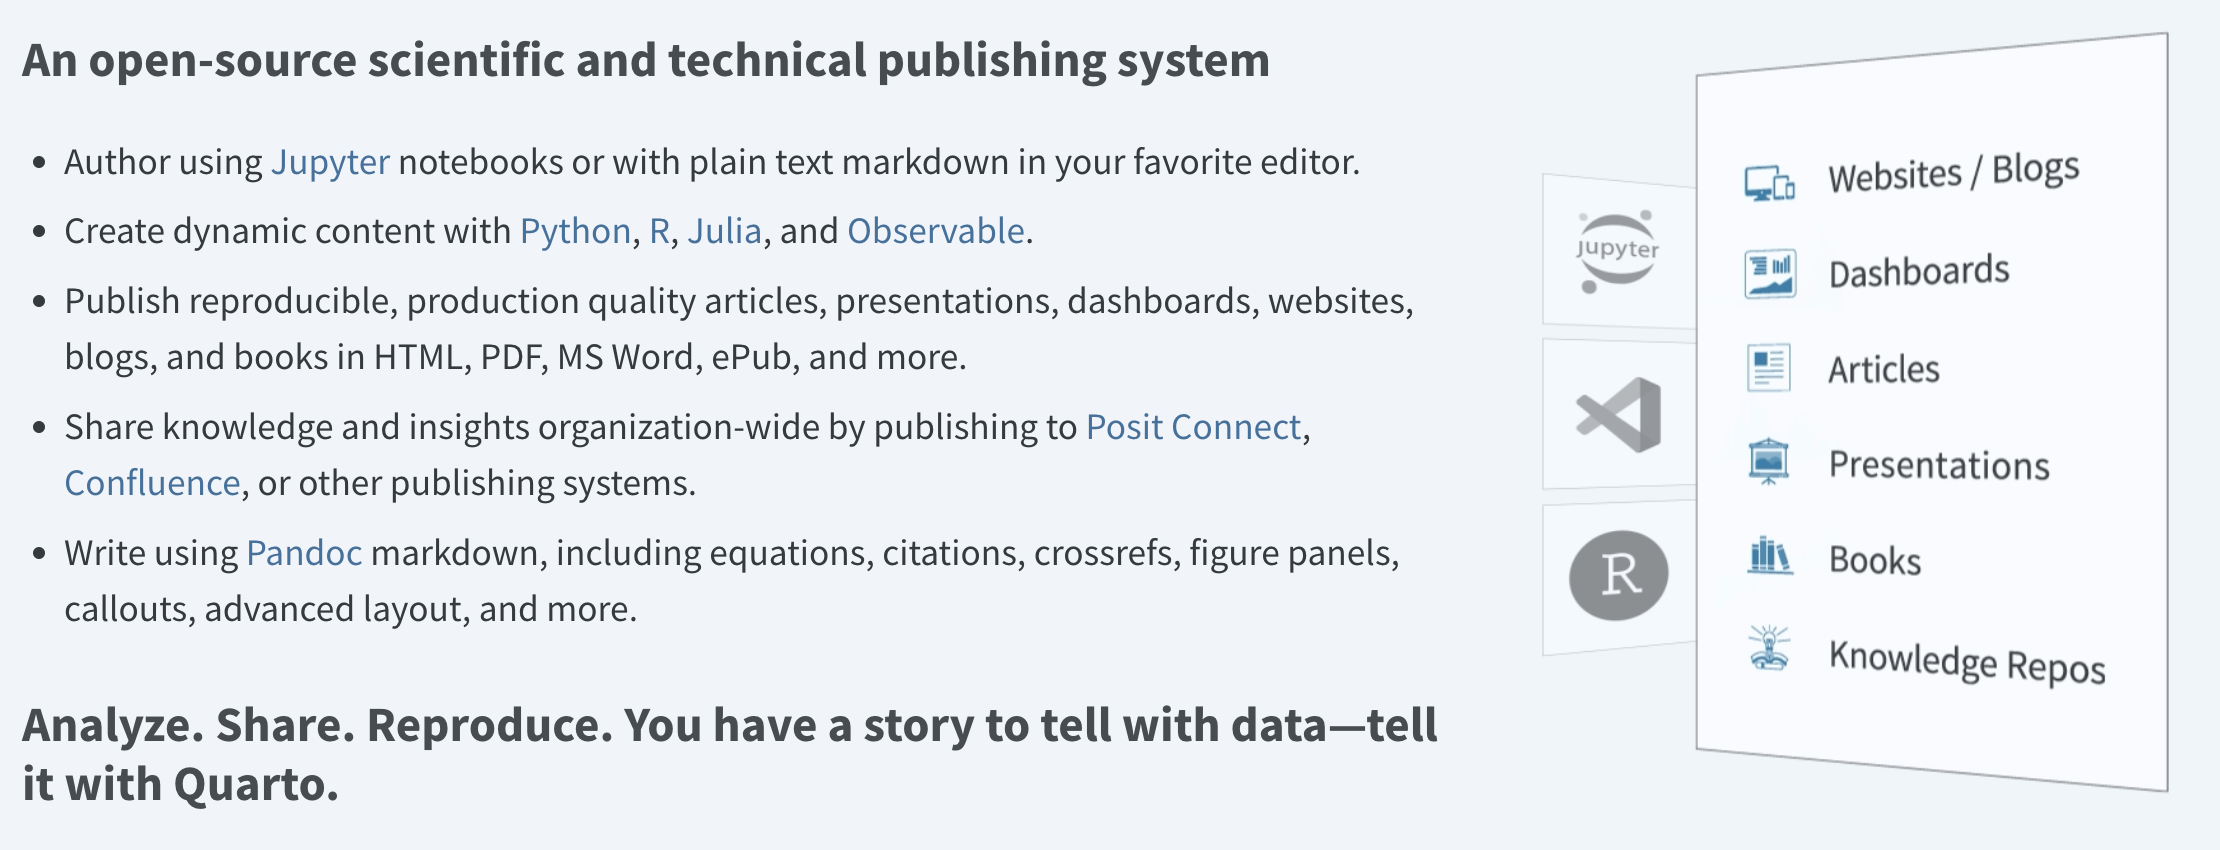 An open-source scientific and technical publishing system
• Author using Jupyter notebooks or with plain text markdown in your favorite editor.
• Create dynamic content with Python, R, Julia, and Observable.
• Publish reproducible, production quality articles, presentations, dashboards, websites,
blogs, and books in HTML, PDF, MS Word, ePub, and more.
• Share knowledge and insights organization-wide by publishing to Posit Connect,
Confluence, or other publishing systems.
• Write using Pandoc markdown, including equations, citations, crossrefs, figure panels,
callouts, advanced layout, and more.
Analyze. Share. Reproduce. You have a story to tell with data—tell
it with Quarto.
Jupyter
R
Websites / Blogs
Dashboards
Articles
Presentations
Books
Knowledge Repos